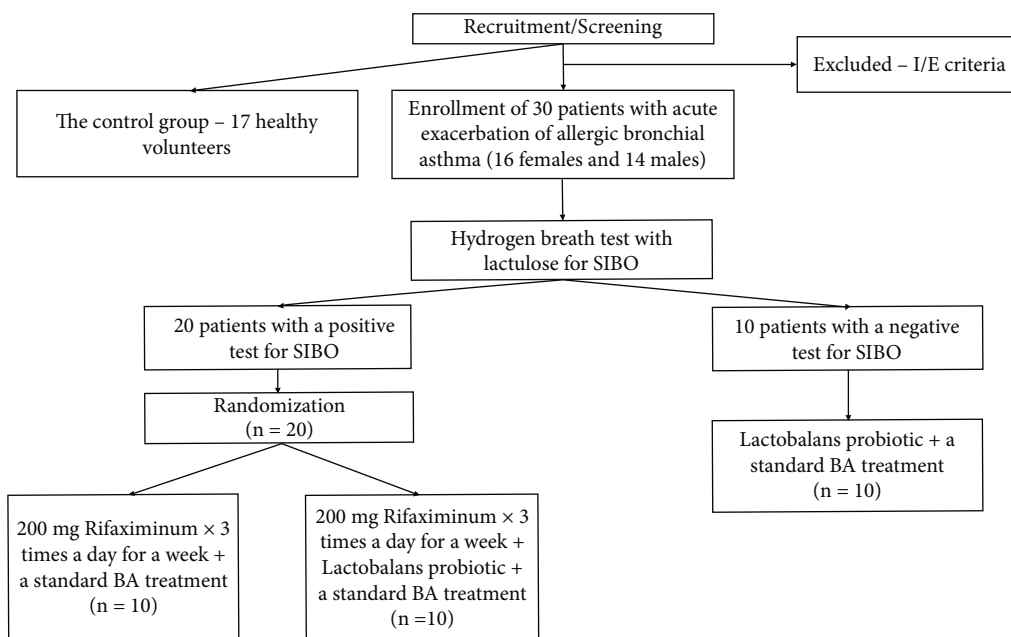 Recruitment/Screening
Excluded – I/E criteria
The control group – 17 healthy
volunteers
Enrollment of 30 patients with acute
exacerbation of allergic bronchial
asthma (16 females and 14 males)
Hydrogen breath test with
lactulose for SIBO
20 patients with a positive
test for SIBO
10 patients with a negative
test for SIBO
Randomization
(n = 20)
Lactobalans probiotic + a
standard BA treatment
(n = 10)
200 mg Rifaximinum × 3
times a day for a week +
a standard BA treatment
(n = 10)
200 mg Rifaximinum × 3
times a day for a week +
Lactobalans probiotic +
a standard BA treatment
(n =10)